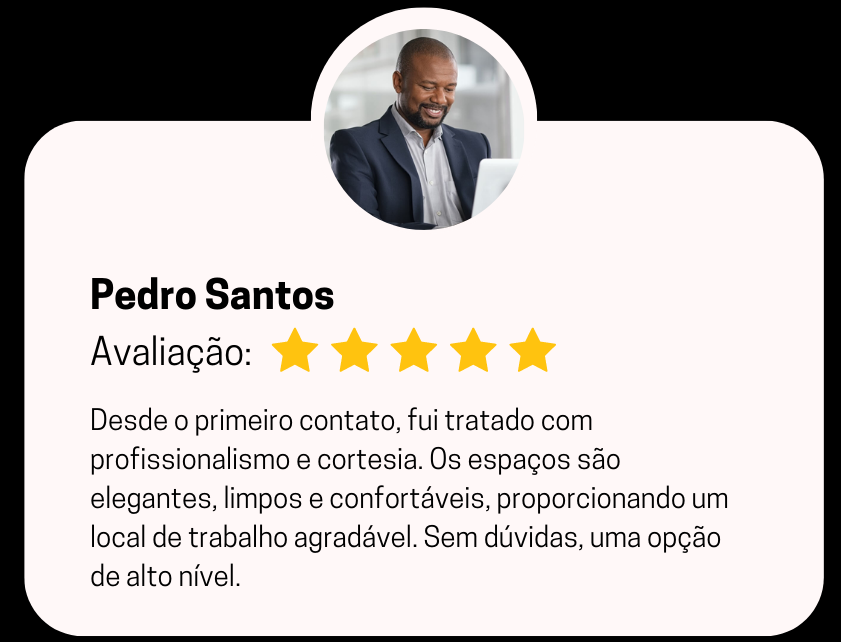 Pedro Santos
Avaliação:
Desde o primeiro contato, fui tratado com
profissionalismo e cortesia. Os espaços são
elegantes, limpos e confortáveis, proporcionando um
local de trabalho agradável. Sem dúvidas, uma opção
de alto nível.